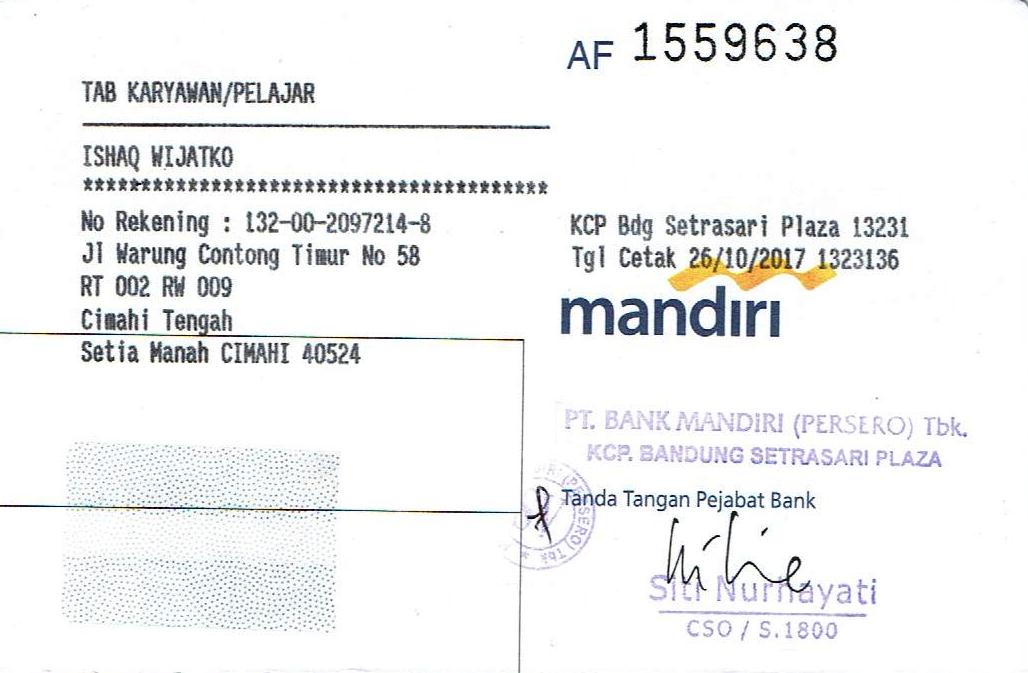 AF 1559638
TAB KARYAWAN/PELAJAR
ISHAQ WIJATKO
****************************************
No Rekening : 132-00-2097214-8
Jl Warung Contong Timur No 58
RT 002 RW 009
Cimahi Tengah
Setia Manah CIMAHI 40524
KCP Bdg Setrasari Plaza 13231
Tgl Cetak 26/10/2017 1323136
mandiri
PT. BANK MANDIRI (PERSERO) Tbk.
KCP. BANDUNG SETRASARI PLAZA
Tanda Tangan Pejabat Bank
Siti Nurhayati
CSO / S.1800